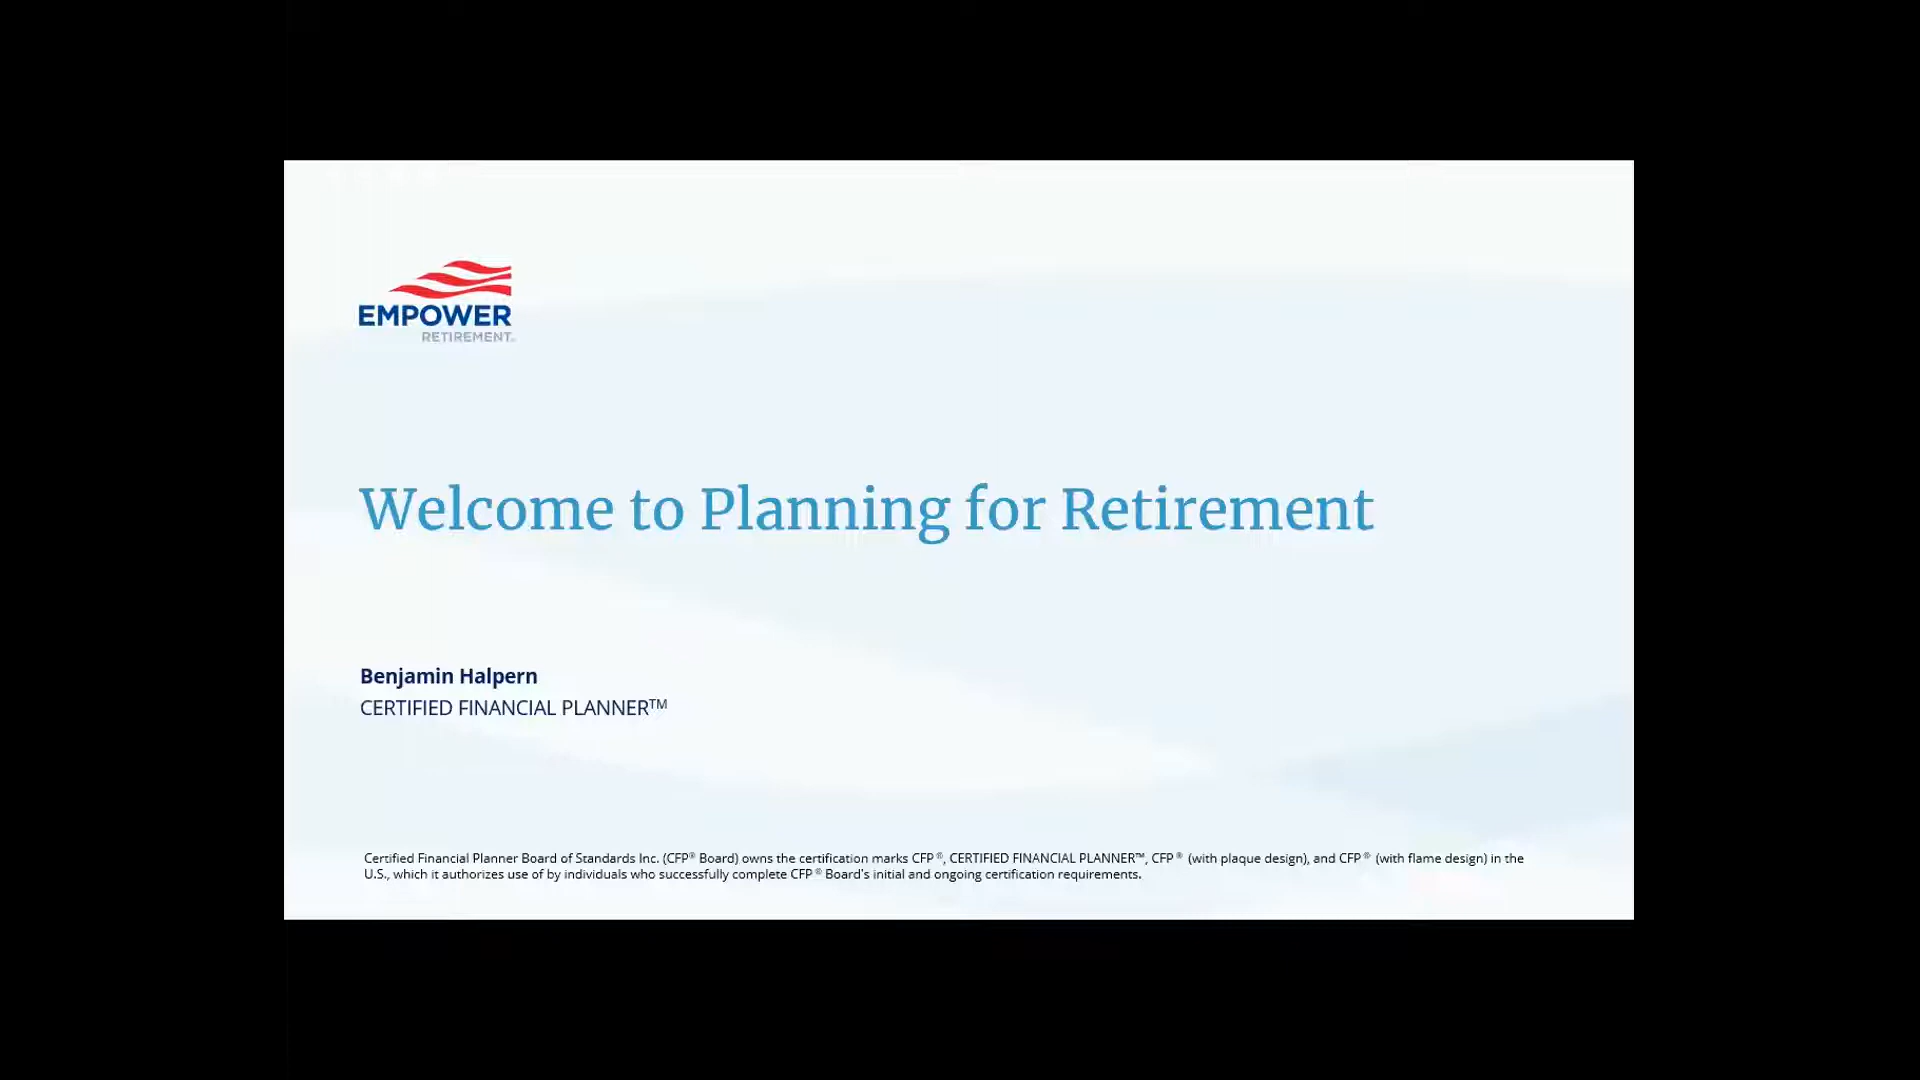 EMPOWER
RETIREMENT
Welcome to Planning for Retirement
Benjamin Halpern
CERTIFIED FINANCIAL PLANNER™
Certified Financial Planner Board of Standards Inc. (CFP® Board) owns the certification marks CFP®, CERTIFIED FINANCIAL PLANNER™, CFP® (with plaque design), and CFP® (with flame design) in the
U.S., which it authorizes use of by individuals who successfully complete CFP® Board's initial and ongoing certification requirements.